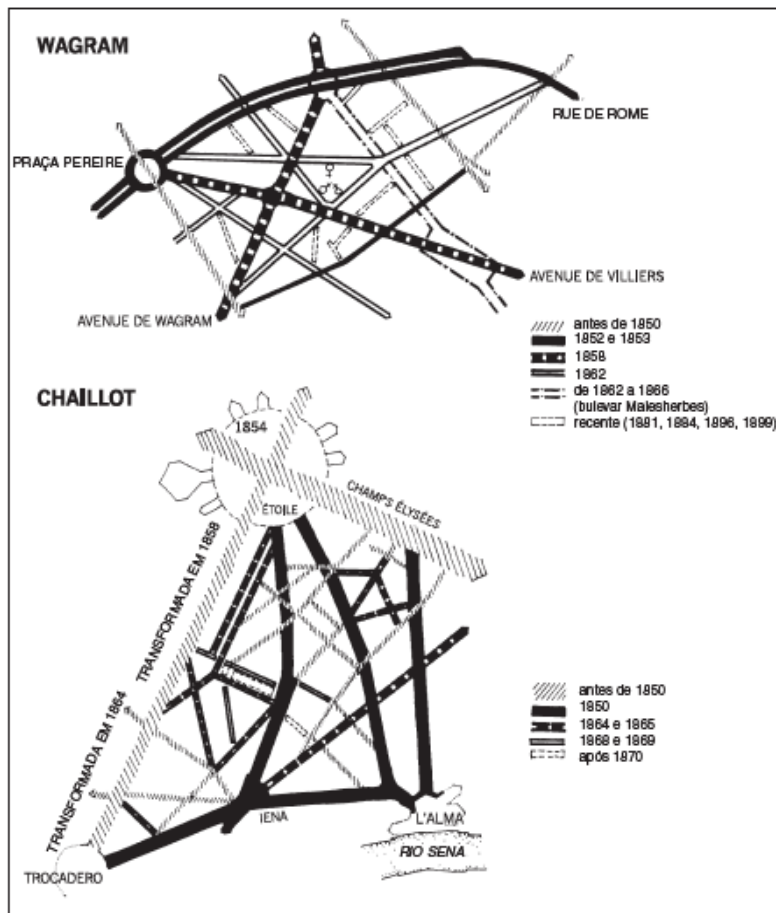 WAGRAM
RUE DE ROME
PRAÇA PEREIRE
AVENUE DE VILLIERS
AVENUE DE WAGRAM
antes de 1850
1852 e 1853
1858
1862
de 1862 a 1866
(bulevar Malesherbes)
recente (1881, 1884, 1896, 1899)
CHAILLOT
1854
CHAMPS ÉLYSÉES
ÉTOILE
TRANSFORMADA EM 1858
TRANSFORMADA EM 1864
antes de 1850
1850
1864 e 1865
1868 e 1869
após 1870
IENA
L'ALMA
RIO SENA
TROCADERO